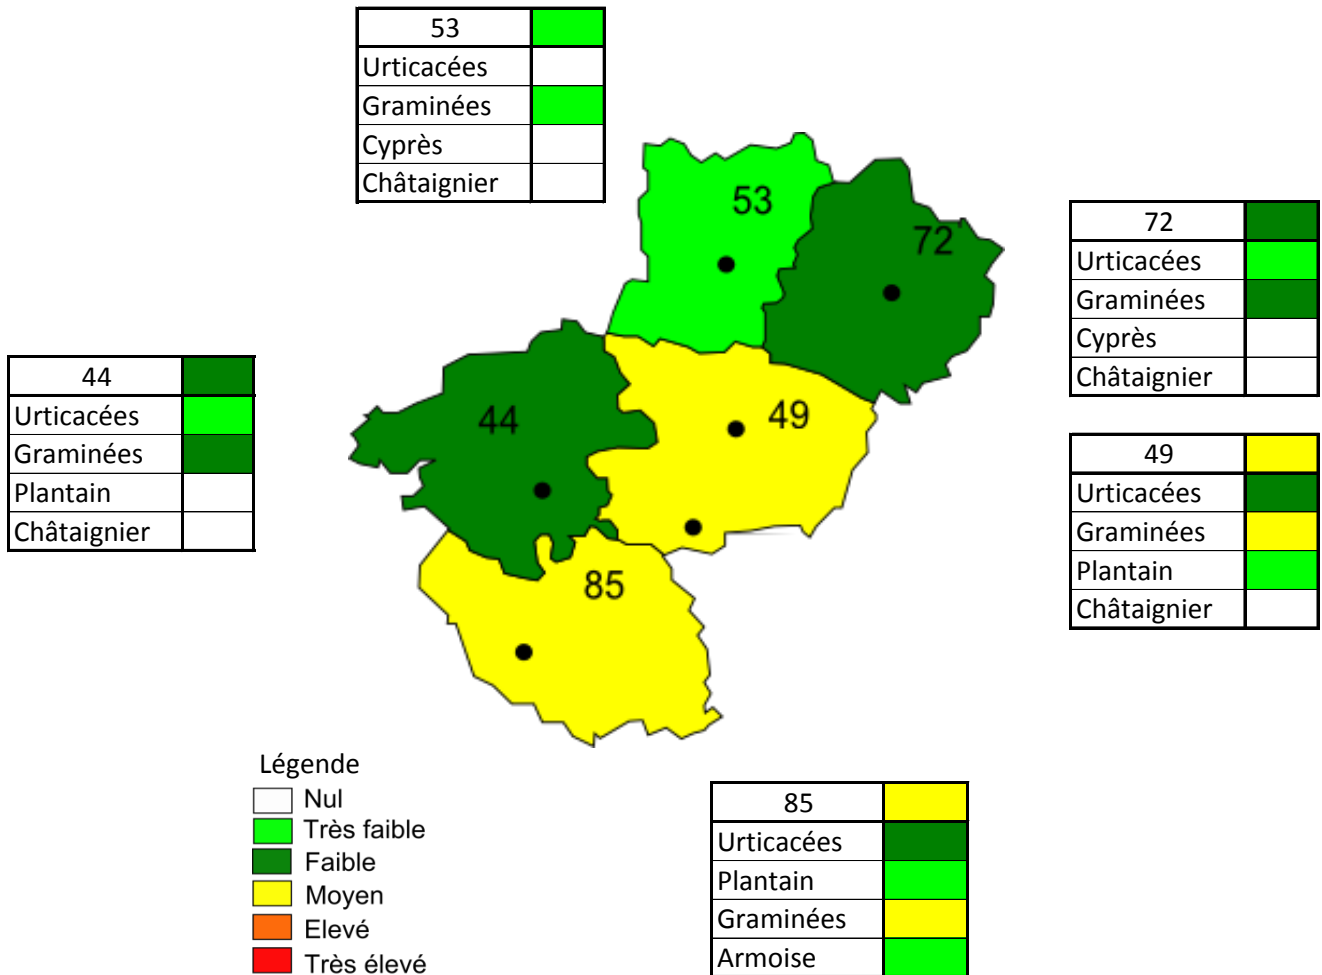 53
Urticacées
Graminées
Cyprès
Châtaignier
53
72
72
Urticacées
Graminées
Cyprès
Châtaignier
44
Urticacées
Graminées
Plantain
Châtaignier
44
49
49
Urticacées
Graminées
Plantain
Châtaignier
85
Légende
Nul
Très faible
Faible
Moyen
Elevé
Très élevé
85
Urticacées
Plantain
Graminées
Armoise